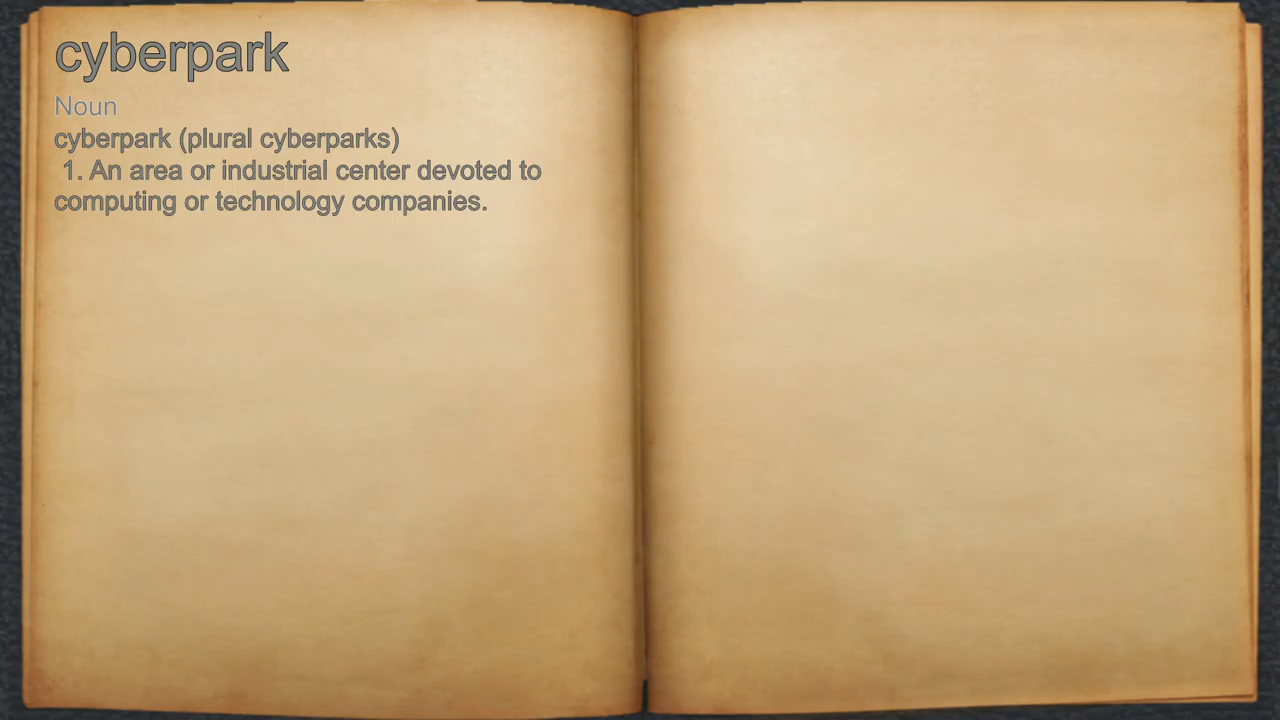 cyberpark
Noun
cyberpark (plural cyberparks)
1. An area or industrial center devoted to
computing or technology companies.